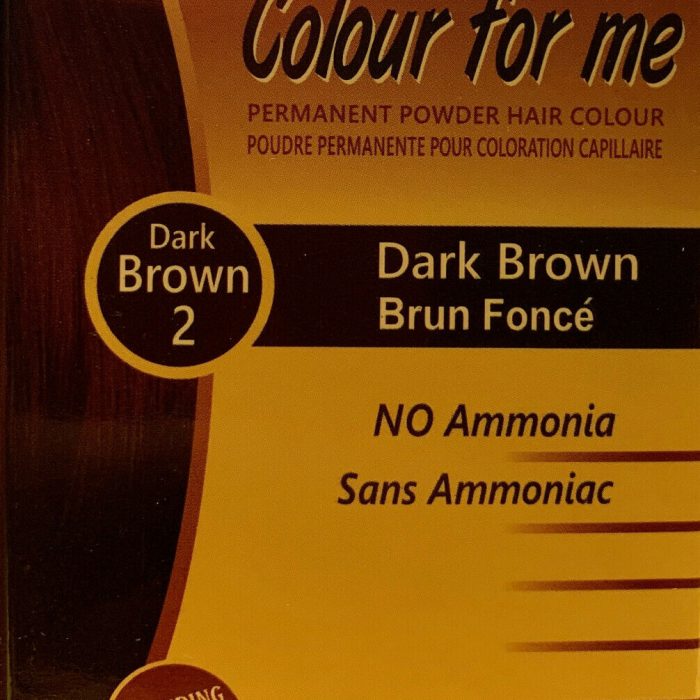 Colour for me
PERMANENT POWDER HAIR COLOUR
POUDRE PERMANENTE POUR COLORATION CAPILLAIRE
Dark
Brown
2
Dark Brown
Brun Foncé
NO Ammonia
Sans Ammoniac